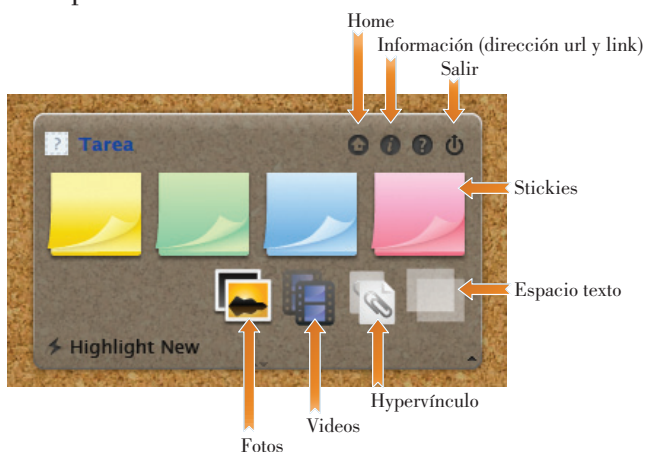 Home
Información (dirección url y link)
Salir
? Tarea
i ?
Stickies
Espacio texto
Highlight New
Hypervínculo
Videos
Fotos